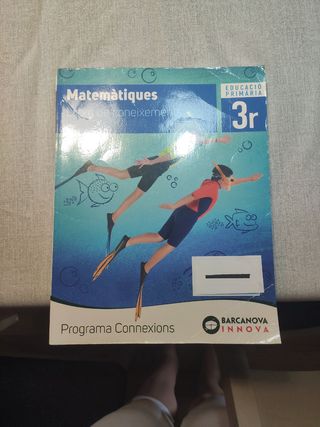 Matemàtiques
EDUCACIÓ
PRIMÀRIA
3r
Programa Connexions
BARCANOVA
INNOVA